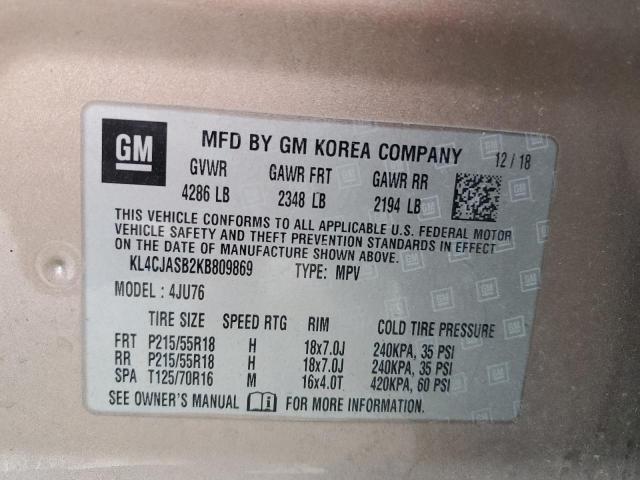 GM MFD BY GM KOREA COMPANY 12 / 18
GVWR GAWR FRT GAWR RR
4286 LB 2348 LB 2194 LB
THIS VEHICLE CONFORMS TO ALL APPLICABLE U.S. FEDERAL MOTOR
VEHICLE SAFETY AND THEFT PREVENTION STANDARDS IN EFFECT
ON THE DATE OF MANUFACTURE SHOWN ABOVE.
KL4CJASB2KB809869 TYPE: MPV
MODEL : 4JU76
TIRE SIZE SPEED RTG RIM COLD TIRE PRESSURE
FRT P215/55R18 H 18x7.0J 240KPA, 35 PSI
RR P215/55R18 H 18x7.0J 240KPA, 35 PSI
SPA T125/70R16 M 16x4.0T 420KPA, 60 PSI
SEE OWNER'S MANUAL FOR MORE INFORMATION.